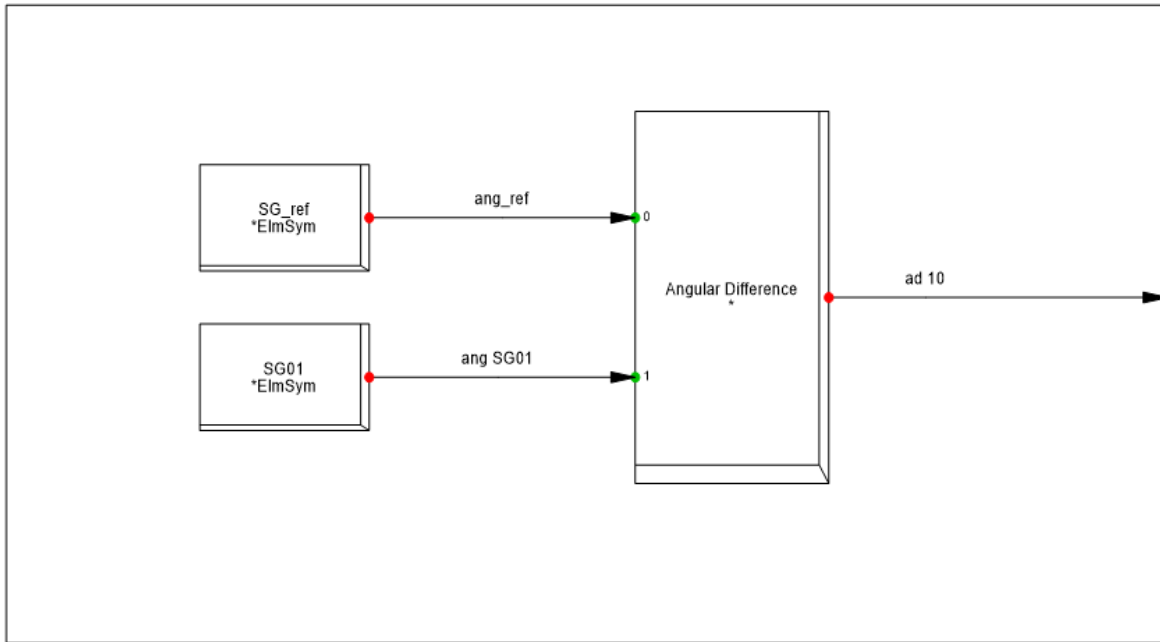 SG_ref
*ElmSym
ang_ref
0
Angular Difference
*
ad 10
SG01
*ElmSym
ang SG01
1